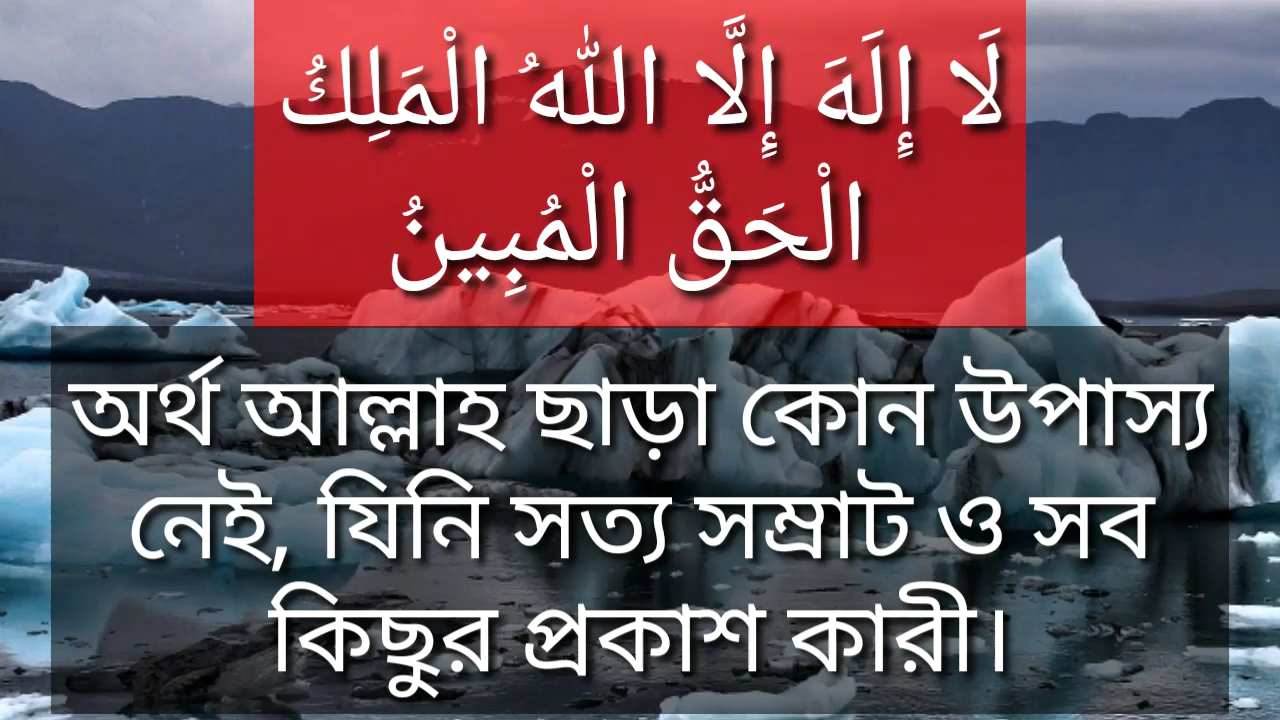 لَا إِلَهَ إِلَّا اللّٰهُ الْمَلِكُ
الْحَقُّ الْمُبِينُ
অর্থ আল্লাহ ছাড়া কোন উপাস্য
নেই, যিনি সত্য সম্রাট ও সব
কিছুর প্রকাশ কারী।